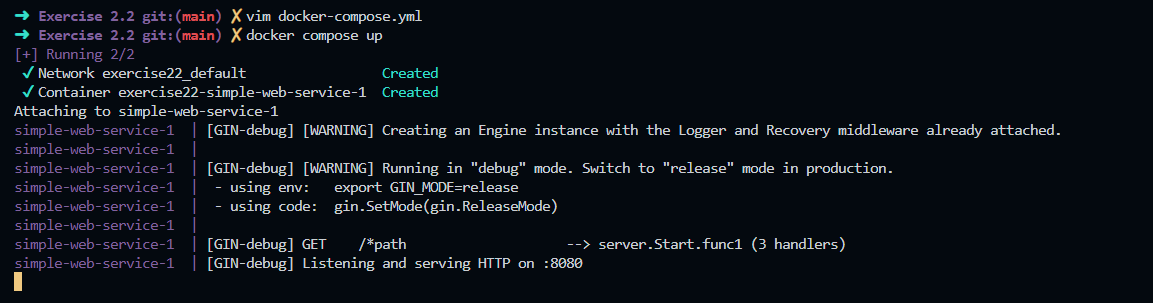 ➜ Exercise 2.2 git:(main) ✗ vim docker-compose.yml
➜ Exercise 2.2 git:(main) ✗ docker compose up
[+] Running 2/2
✔ Network exercise22_default Created
✔ Container exercise22-simple-web-service-1 Created
Attaching to simple-web-service-1
simple-web-service-1 | [GIN-debug] [WARNING] Creating an Engine instance with the Logger and Recovery middleware already attached.
simple-web-service-1 |
simple-web-service-1 | [GIN-debug] [WARNING] Running in "debug" mode. Switch to "release" mode in production.
simple-web-service-1 | - using env: export GIN_MODE=release
simple-web-service-1 | - using code: gin.SetMode(gin.ReleaseMode)
simple-web-service-1 |
simple-web-service-1 | [GIN-debug] GET /*path --> server.Start.func1 (3 handlers)
simple-web-service-1 | [GIN-debug] Listening and serving HTTP on :8080